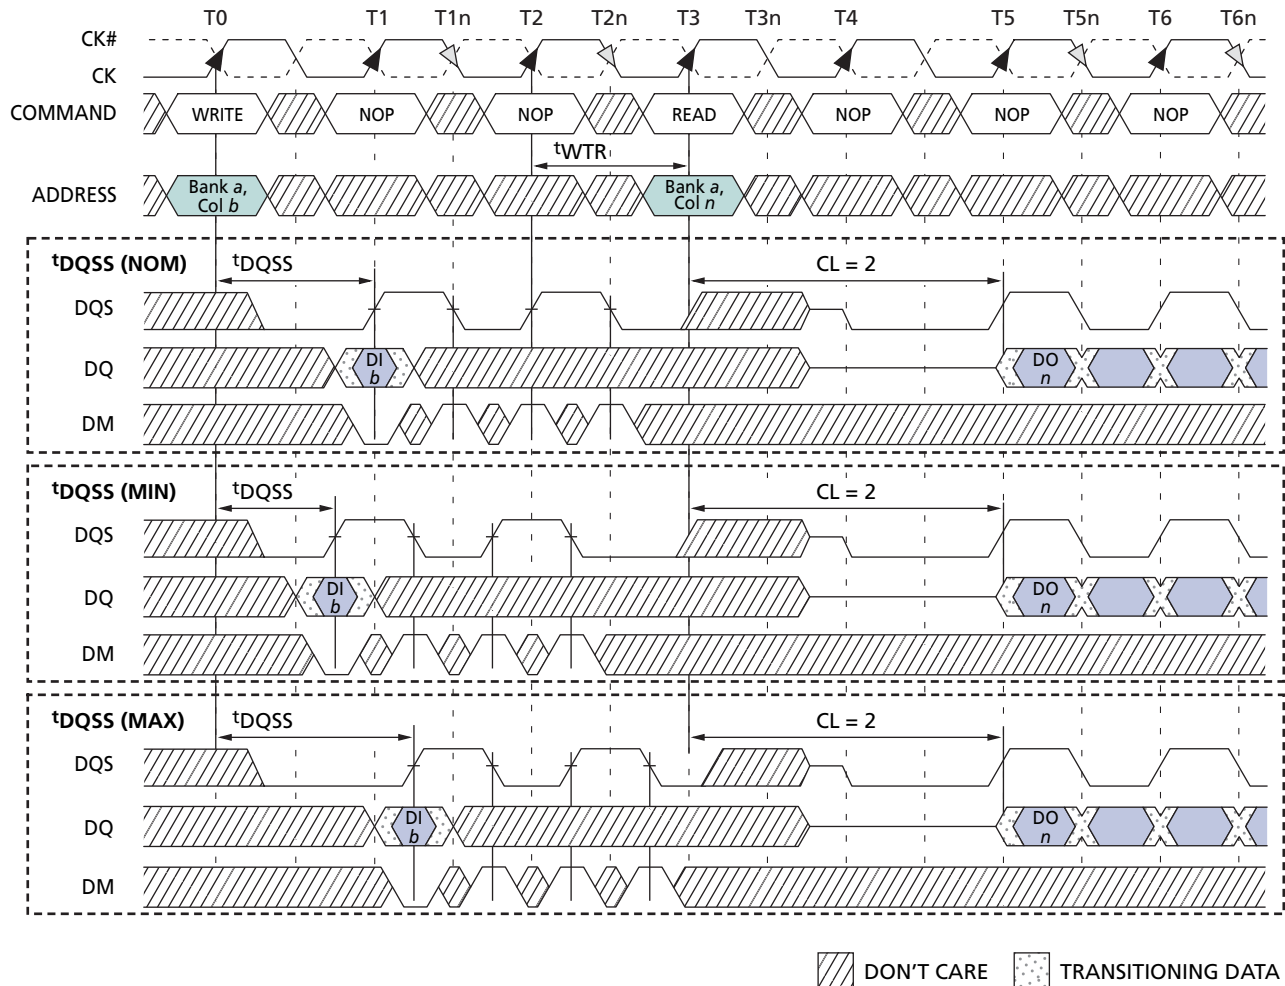 T0 T1 T1n T2 T2n T3 T3n T4 T5 T5n T6 T6n
CK#
CK
COMMAND WRITE NOP NOP READ NOP NOP NOP
tWTR
ADDRESS Bank a, Col b Bank a, Col n
tDQSS (NOM) tDQSS CL = 2
DQS
DQ DI b DO n
DM
tDQSS (MIN) tDQSS CL = 2
DQS
DQ DI b DO n
DM
tDQSS (MAX) tDQSS CL = 2
DQS
DQ DI b DO n
DM
DON'T CARE TRANSITIONING DATA